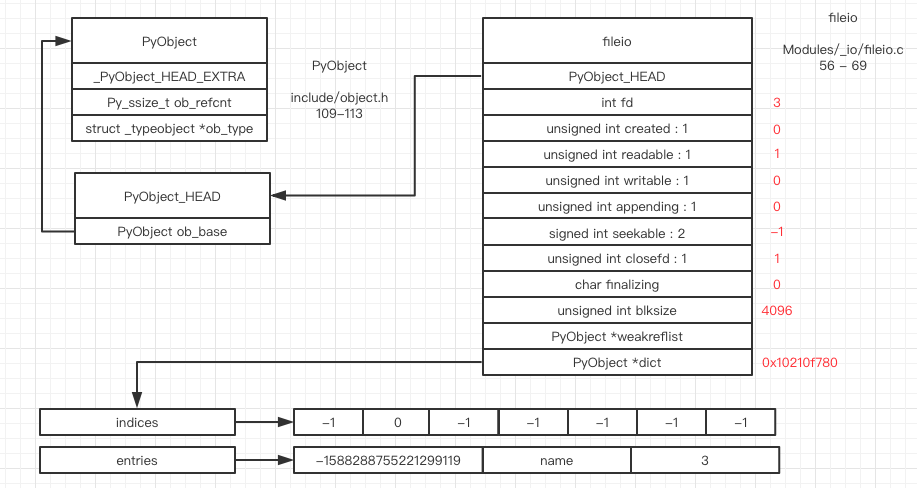 PyObject
_PyObject_HEAD_EXTRA
Py_ssize_t ob_refcnt
struct _typeobject *ob_type
PyObject
include/object.h
109-113
PyObject_HEAD
PyObject ob_base
fileio
PyObject_HEAD
int fd
3
unsigned int created : 1
0
unsigned int readable : 1
1
unsigned int writable : 1
0
unsigned int appending : 1
0
signed int seekable : 2
-1
unsigned int closefd : 1
1
char finalizing
0
unsigned int blksize
4096
PyObject *weakreflist
PyObject *dict
0x10210f780
fileio
Modules/_io/fileio.c
56 - 69
indices
-1 0 -1 -1 -1 -1 -1
entries
-1588288755221299119 name 3